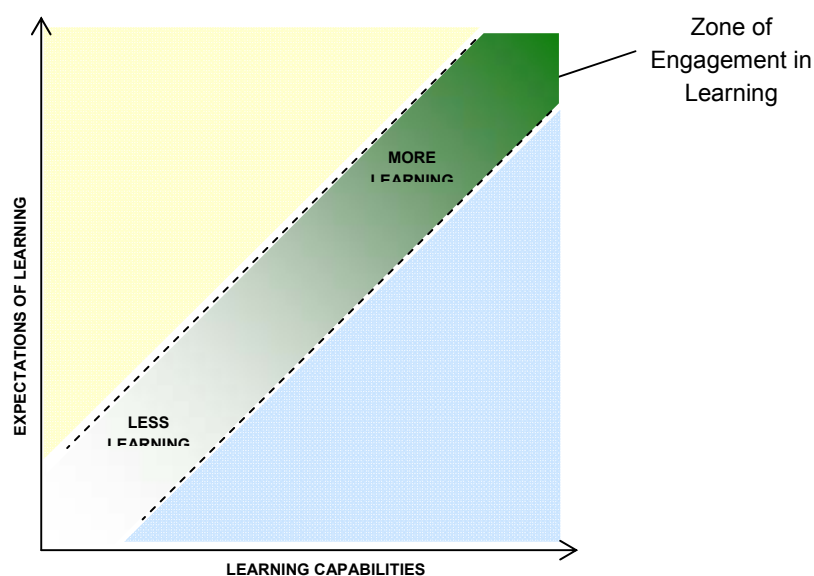 Zone of
Engagement in
Learning
MORE
LEARNING
EXPECTATIONS OF LEARNING
LESS
LEARNING
LEARNING CAPABILITIES